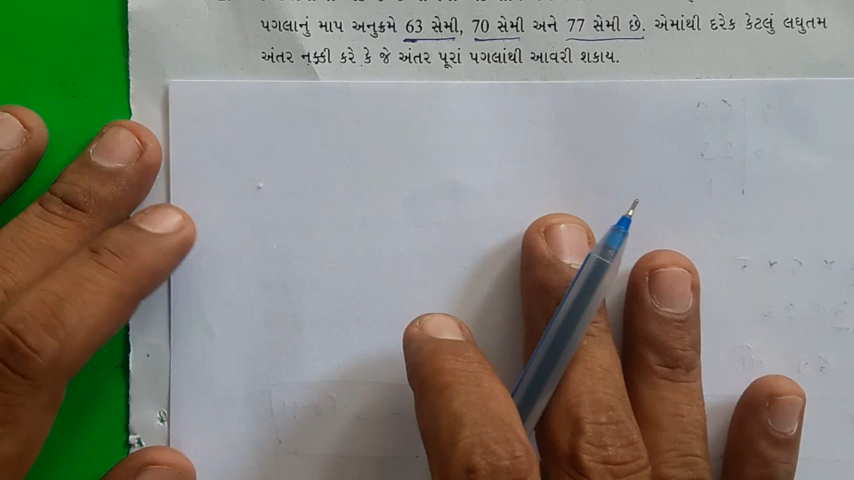 પગલાનું માપ અનુક્રમે 63 સેમી, 70 સેમી અને 77 સેમી છે. એમાંથી દરેક કેટલું લઘુતમ
અંતર નક્કી કરે કે જે અંતર પૂરાં પગલાંથી આવરી શકાય.